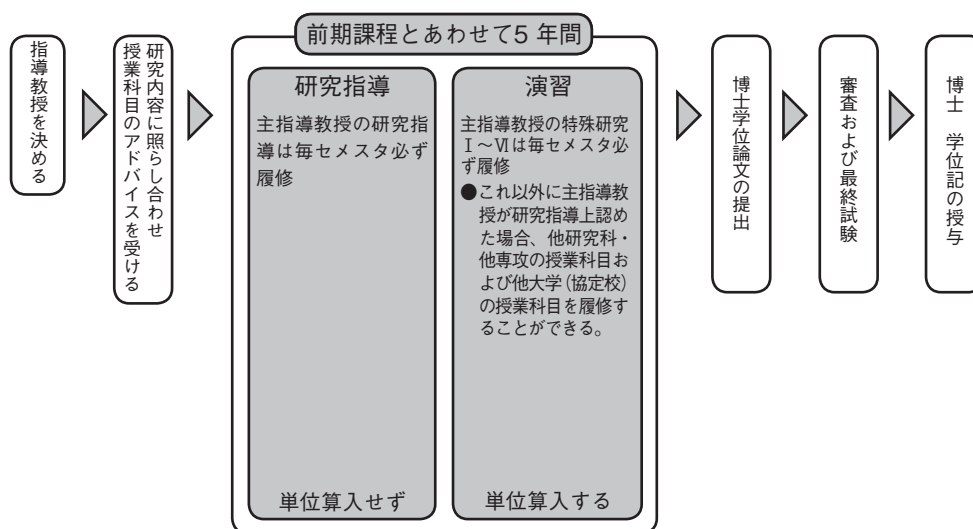 指導教授を決める
研究内容に照らし合わせ
授業科目のアドバイスを受ける
前期課程とあわせて5年間
研究指導
主指導教授の研究指
導は毎セメスタ必ず
履修
単位算入せず
演習
主指導教授の特殊研究
Ⅰ~Ⅵは毎セメスタ必
ず履修
●これ以外に主指導教
授が研究指導上認め
た場合、他研究科・
他専攻の授業科目お
よび他大学(協定校)
の授業科目を履修す
ることができる。
単位算入する
博士学位論文の提出
審査および最終試験
博士 学位記の授与